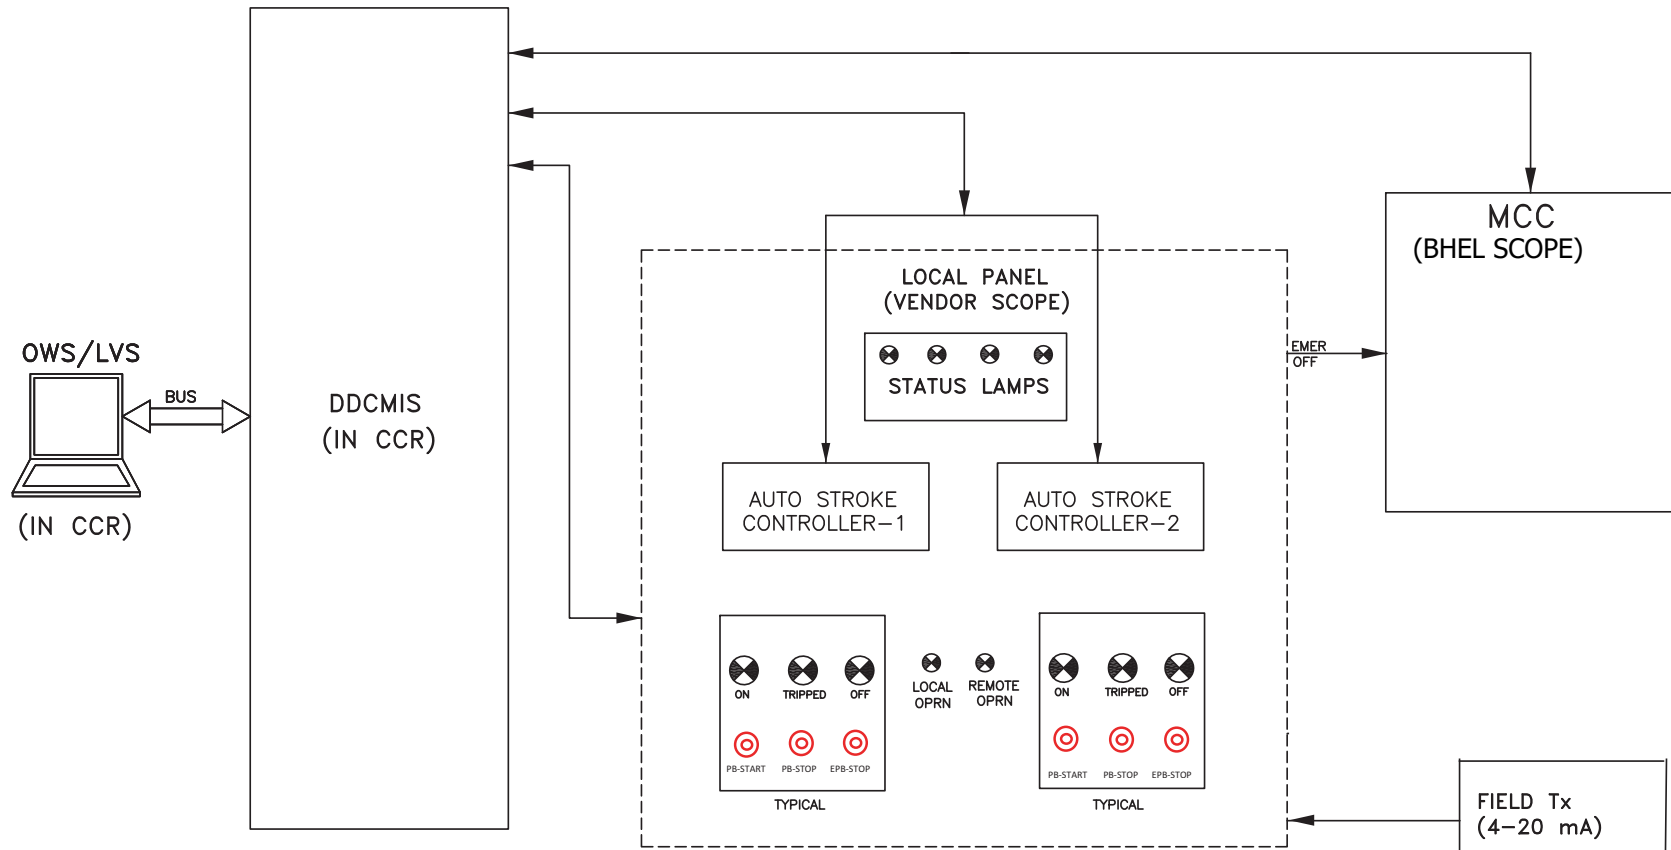 MCC
(BHEL SCOPE)
LOCAL PANEL
(VENDOR SCOPE)
STATUS LAMPS
EMER
OFF
OWS/LVS
BUS
(IN CCR)
DDCMIS
(IN CCR)
AUTO STROKE
CONTROLLER-1
AUTO STROKE
CONTROLLER-2
ON TRIPPED OFF
PB-START PB-STOP EPB-STOP
TYPICAL
LOCAL
OPRN
REMOTE
OPRN
ON TRIPPED OFF
PB-START PB-STOP EPB-STOP
TYPICAL
FIELD Tx
(4-20 mA)